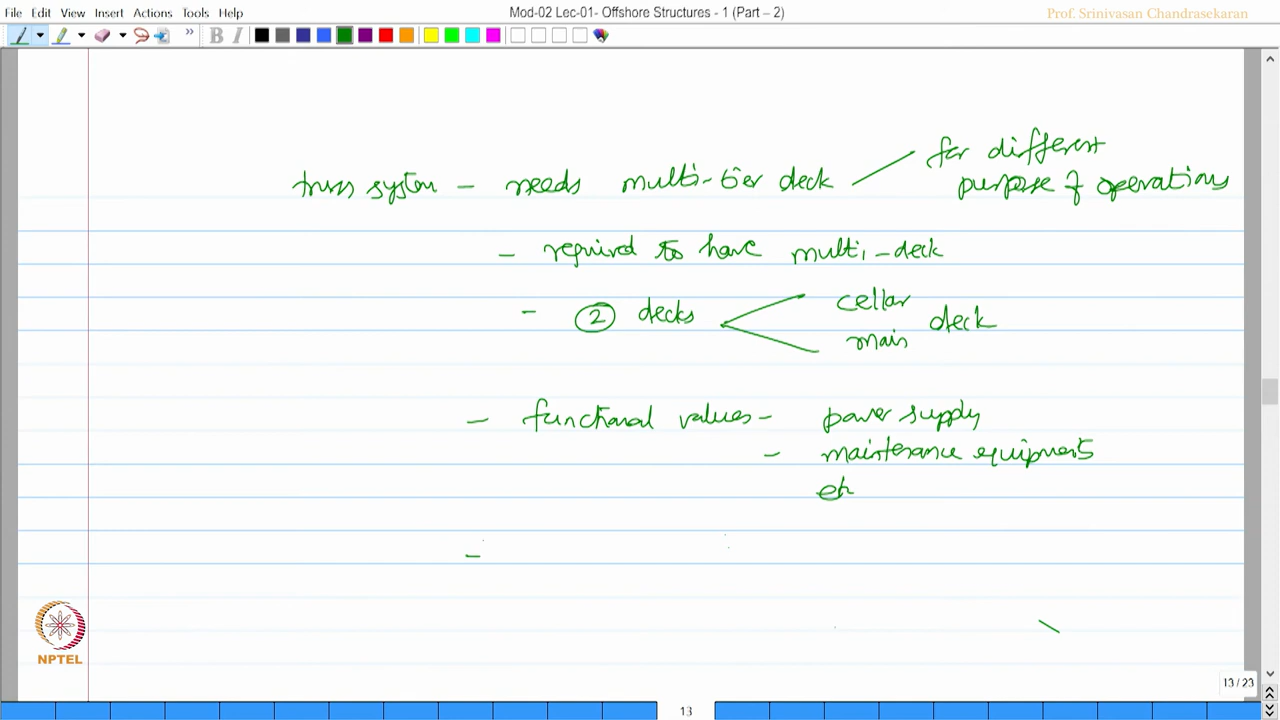 File Edit View Insert Actions Tools Help
Mod-02 Lec-01- Offshore Structures - 1 (Part – 2)
Prof. Srinivasan Chandrasekaran
B I
truss system - needs multi-tier deck
for different
purpose of operations
- required to have multi-deck
- 2 decks
cellar
main
deck
- functional values - power supply
- maintenance equipments
etc
-
NPTEL
13/23
13